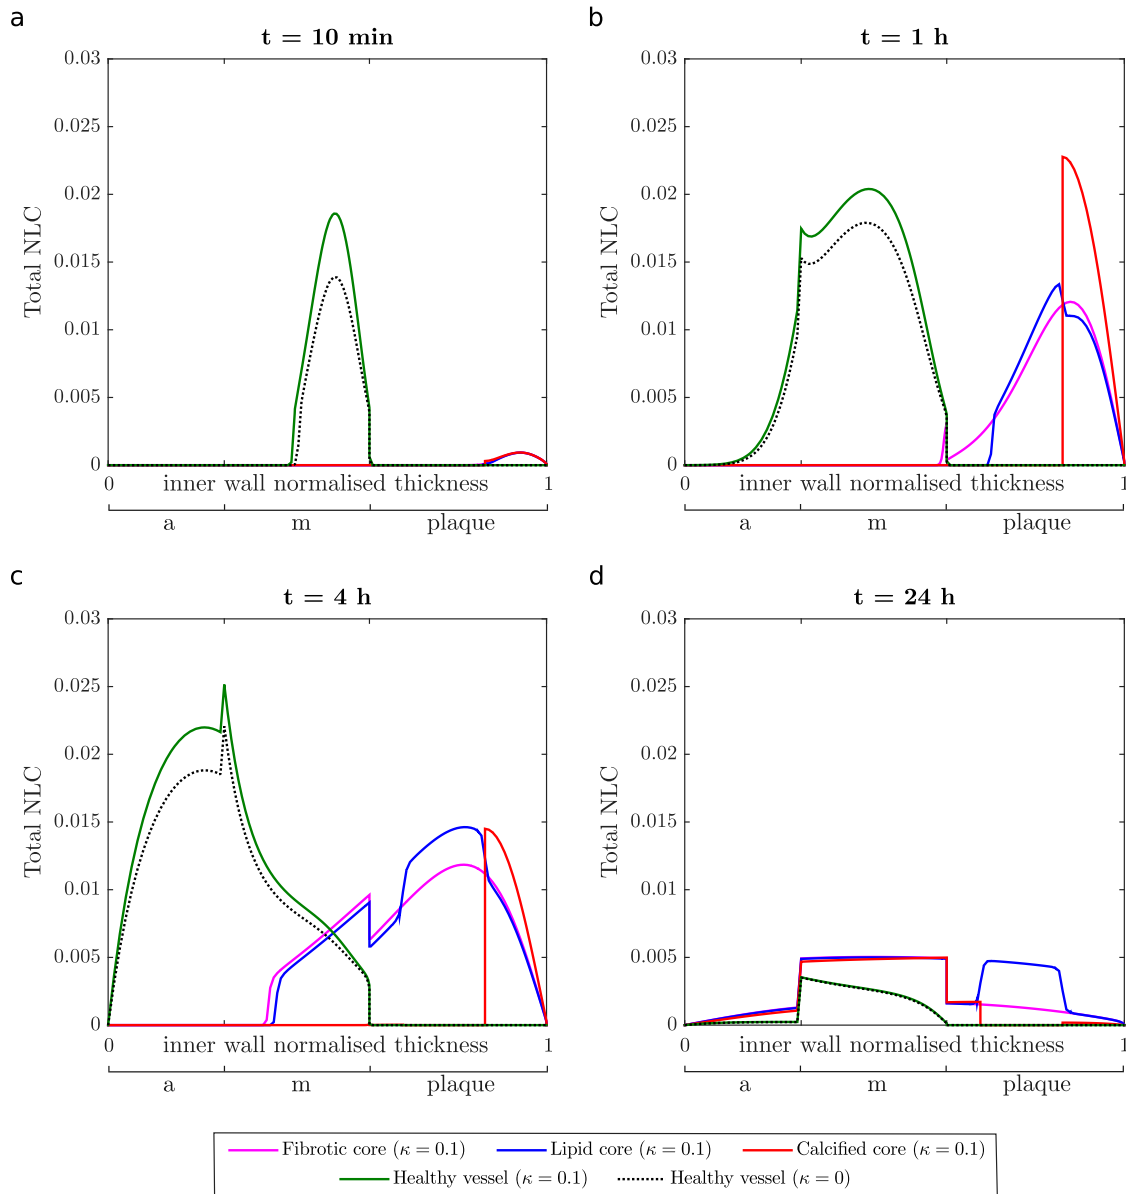 a
t = 10 min
0.03
0.025
0.02
0.015
0.01
0.005
0
Total NLC
0 inner wall normalised thickness 1
a m plaque
b
t = 1 h
0.03
0.025
0.02
0.015
0.01
0.005
0
Total NLC
0 inner wall normalised thickness 1
a m plaque
c
t = 4 h
0.03
0.025
0.02
0.015
0.01
0.005
0
Total NLC
0 inner wall normalised thickness 1
a m plaque
d
t = 24 h
0.03
0.025
0.02
0.015
0.01
0.005
0
Total NLC
0 inner wall normalised thickness 1
a m plaque
Fibrotic core (κ = 0.1) Lipid core (κ = 0.1) Calcified core (κ = 0.1)
Healthy vessel (κ = 0.1) Healthy vessel (κ = 0)